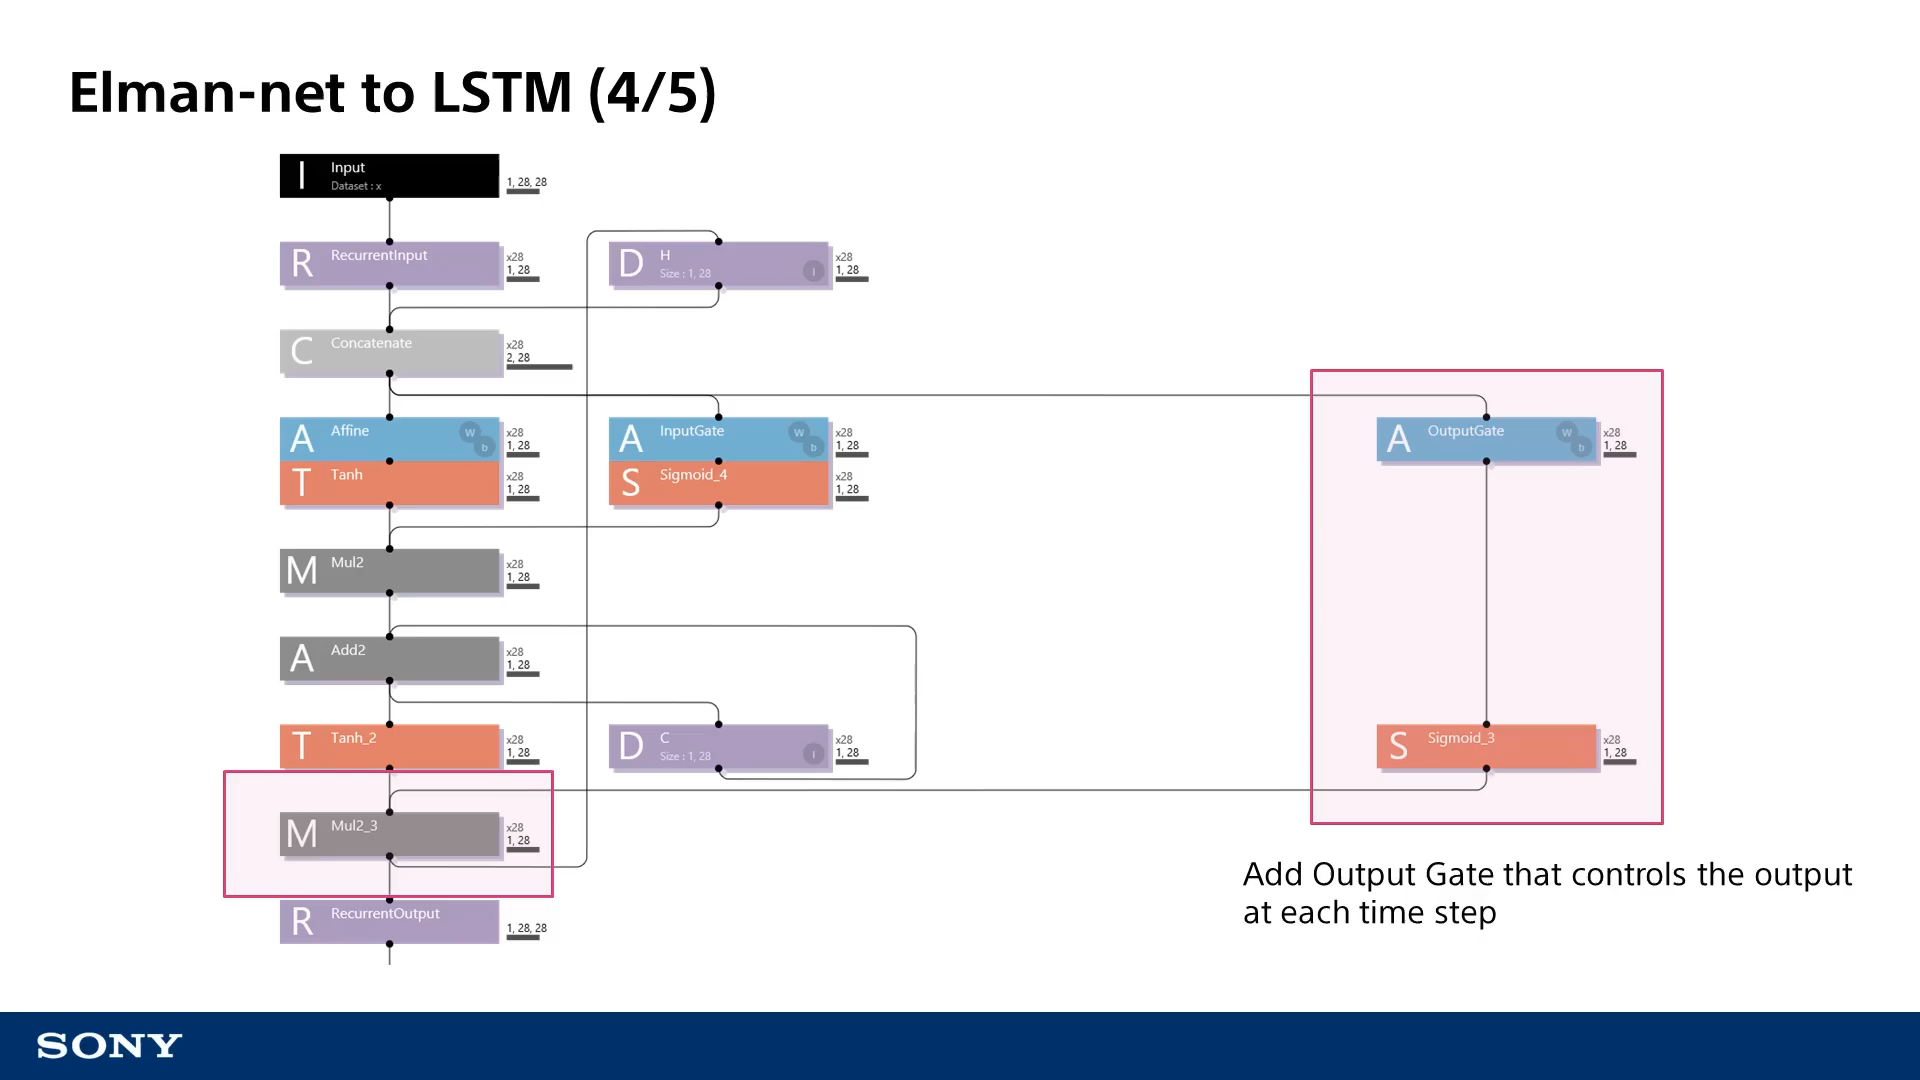 Elman-net to LSTM (4/5)
I Input
Dataset : x
1, 28, 28
R RecurrentInput
x28
1, 28
D H
Size : 1, 28
I
x28
1, 28
C Concatenate
x28
2, 28
A Affine
W
b
x28
1, 28
A InputGate
W
b
x28
1, 28
A OutputGate
W
b
x28
1, 28
T Tanh
x28
1, 28
S Sigmoid_4
x28
1, 28
M Mul2
x28
1, 28
A Add2
x28
1, 28
T Tanh_2
x28
1, 28
D C
Size : 1, 28
I
x28
1, 28
S Sigmoid_3
x28
1, 28
M Mul2_3
x28
1, 28
R RecurrentOutput
1, 28, 28
Add Output Gate that controls the output
at each time step
SONY